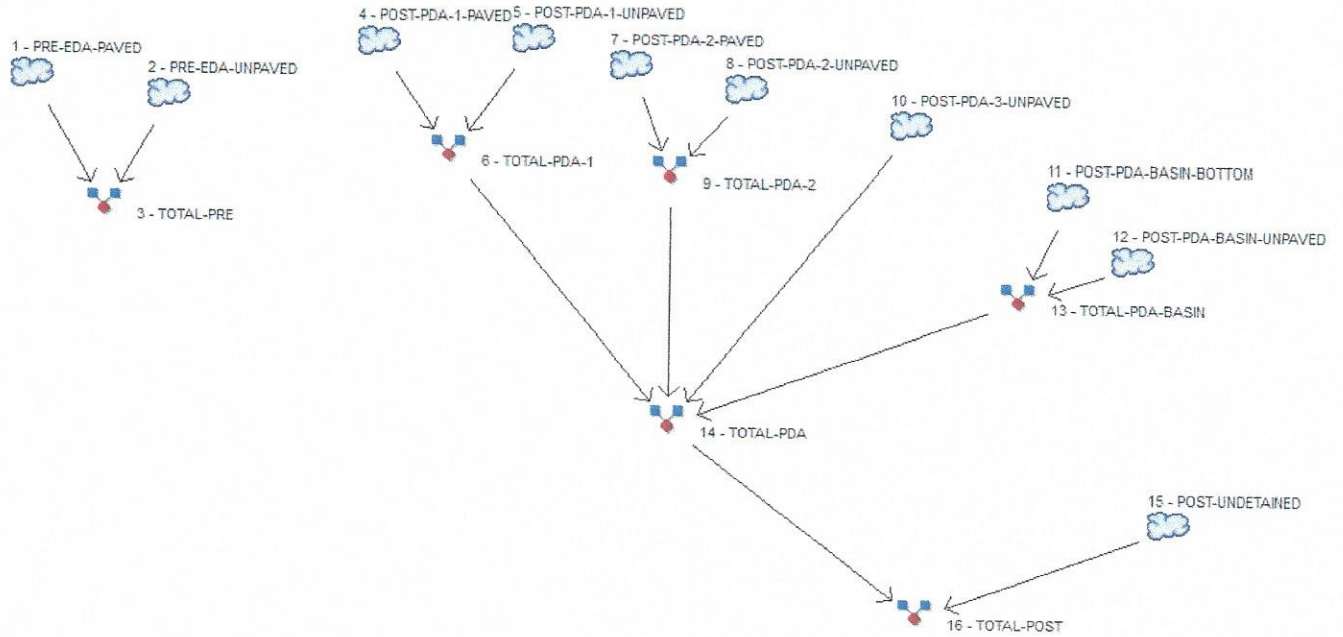 1 - PRE-EDA-PAVED
2 - PRE-EDA-UNPAVED
3 - TOTAL-PRE
4 - POST-PDA-1-PAVED
5 - POST-PDA-1-UNPAVED
6 - TOTAL-PDA-1
7 - POST-PDA-2-PAVED
8 - POST-PDA-2-UNPAVED
9 - TOTAL-PDA-2
10 - POST-PDA-3-UNPAVED
11 - POST-PDA-BASIN-BOTTOM
12 - POST-PDA-BASIN-UNPAVED
13 - TOTAL-PDA-BASIN
14 - TOTAL-PDA
15 - POST-UNDETAINED
16 - TOTAL-POST